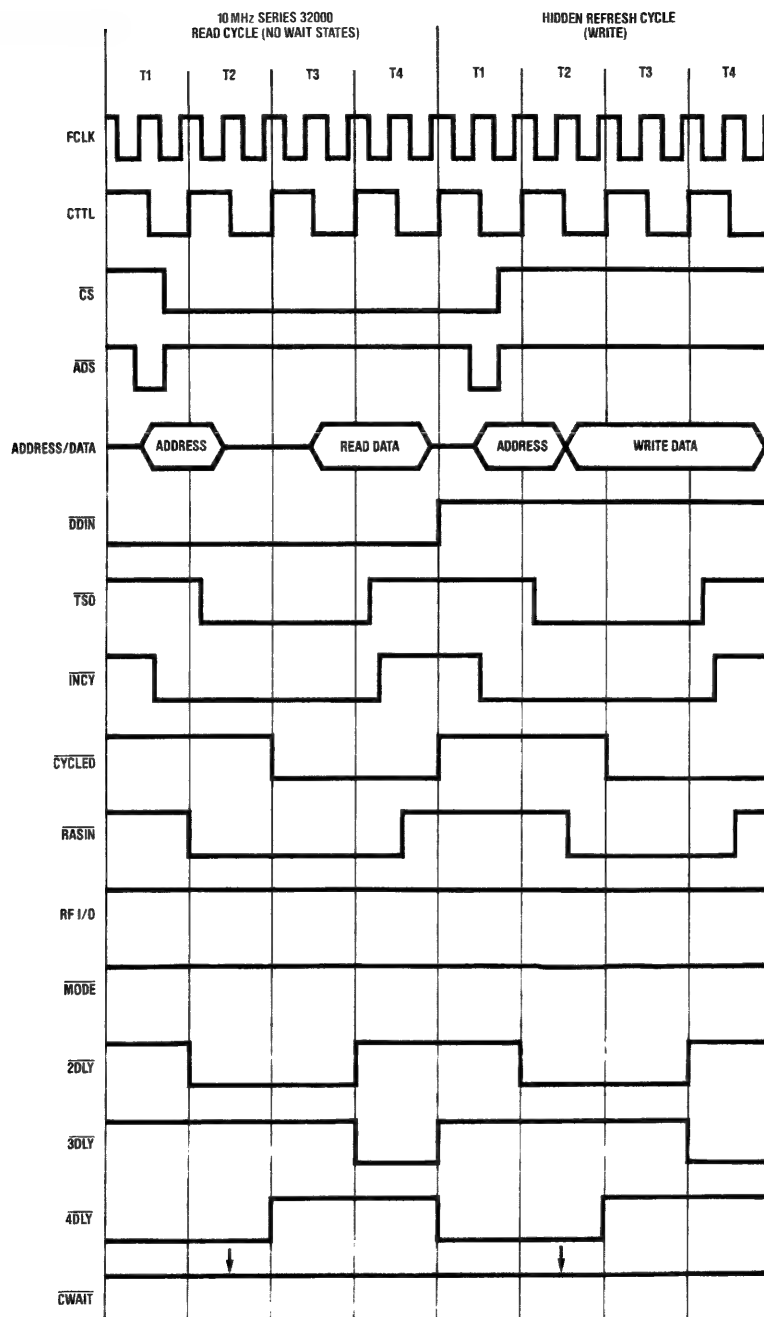 10 MHz SERIES 32000
READ CYCLE (NO WAIT STATES)
HIDDEN REFRESH CYCLE
(WRITE)
T1 T2 T3 T4 T1 T2 T3 T4
FCLK
CTTL
CS
ADS
ADDRESS/DATA ADDRESS READ DATA ADDRESS WRITE DATA
DDIN
TSO
INCY
CYCLED
RASIN
RF I/O
MODE
2DLY
3DLY
4DLY
CWAIT